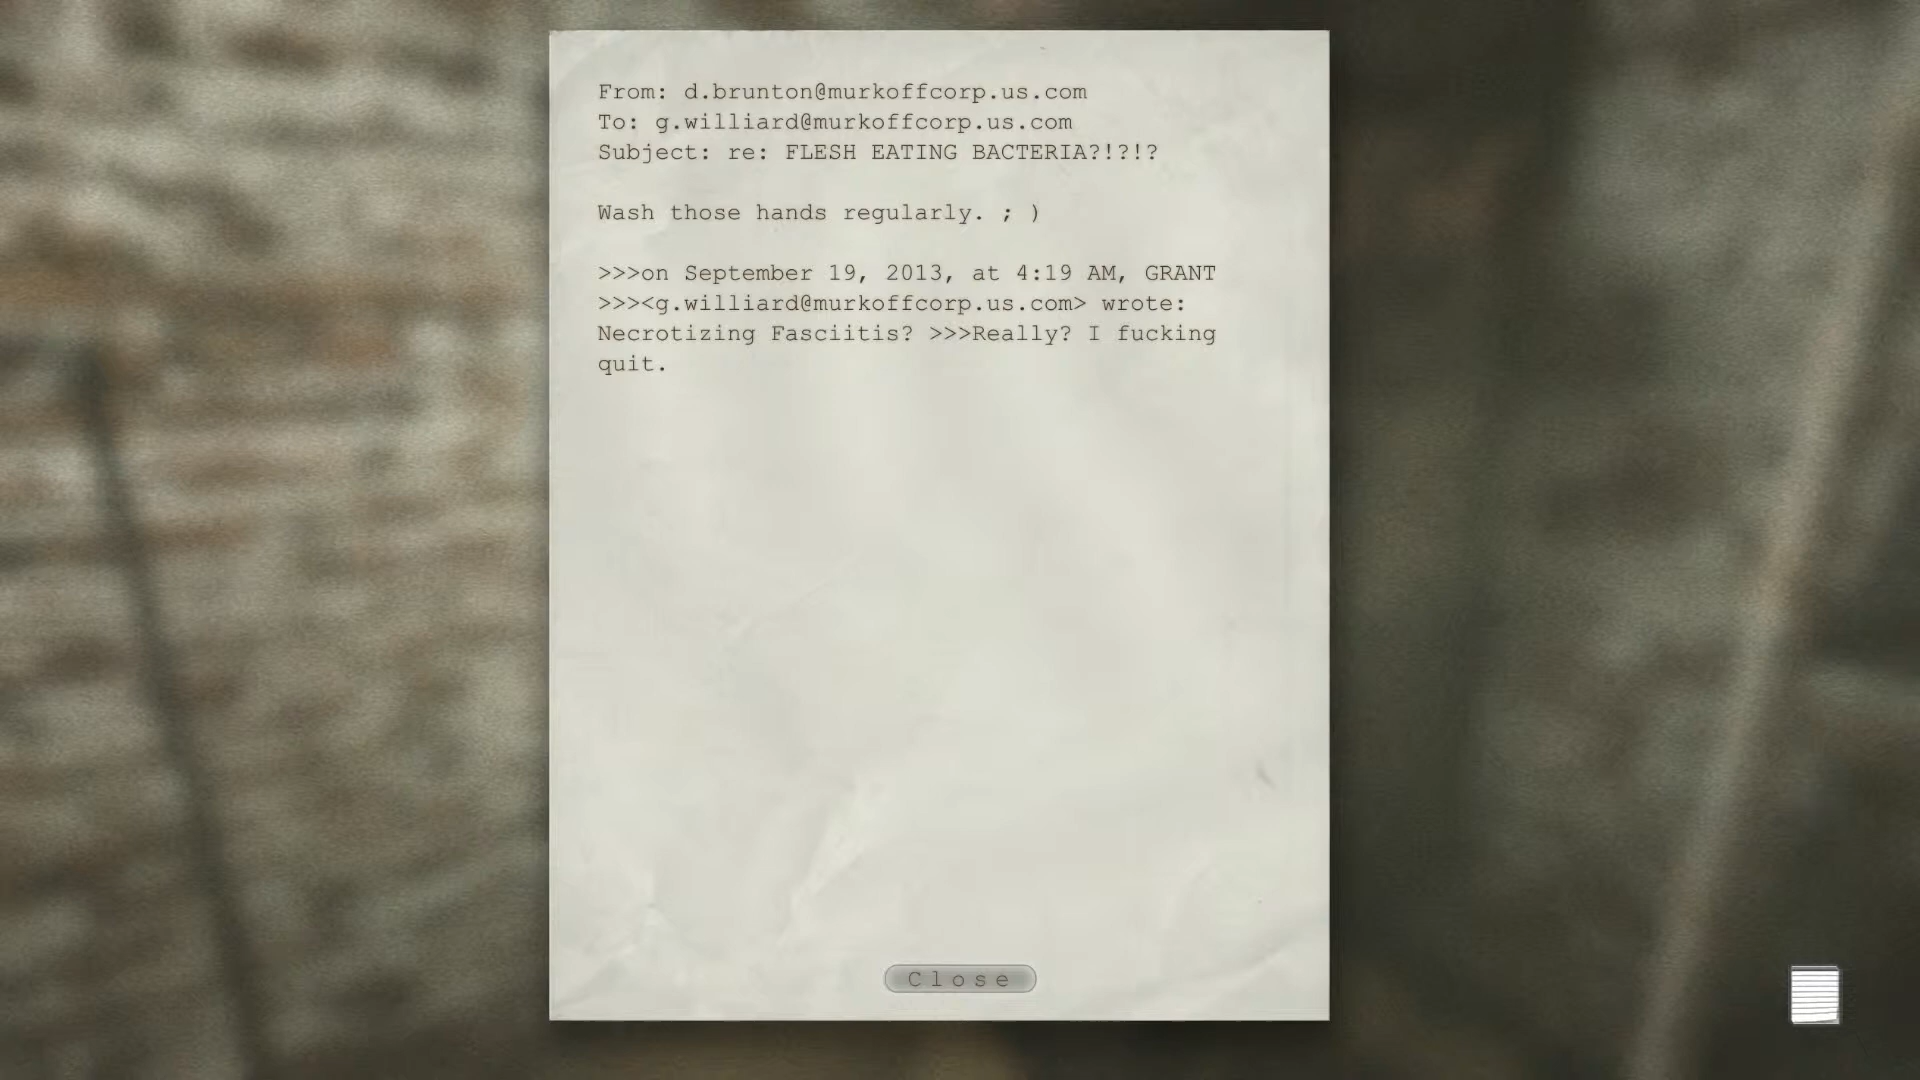 From: d.brunton@murkoffcorp.us.com
To: g.williard@murkoffcorp.us.com
Subject: re: FLESH EATING BACTERIA?!?!?
Wash those hands regularly. ; )
>>>on September 19, 2013, at 4:19 AM, GRANT
>>><g.williard@murkoffcorp.us.com> wrote:
Necrotizing Fasciitis? >>>Really? I fucking
quit.
Close